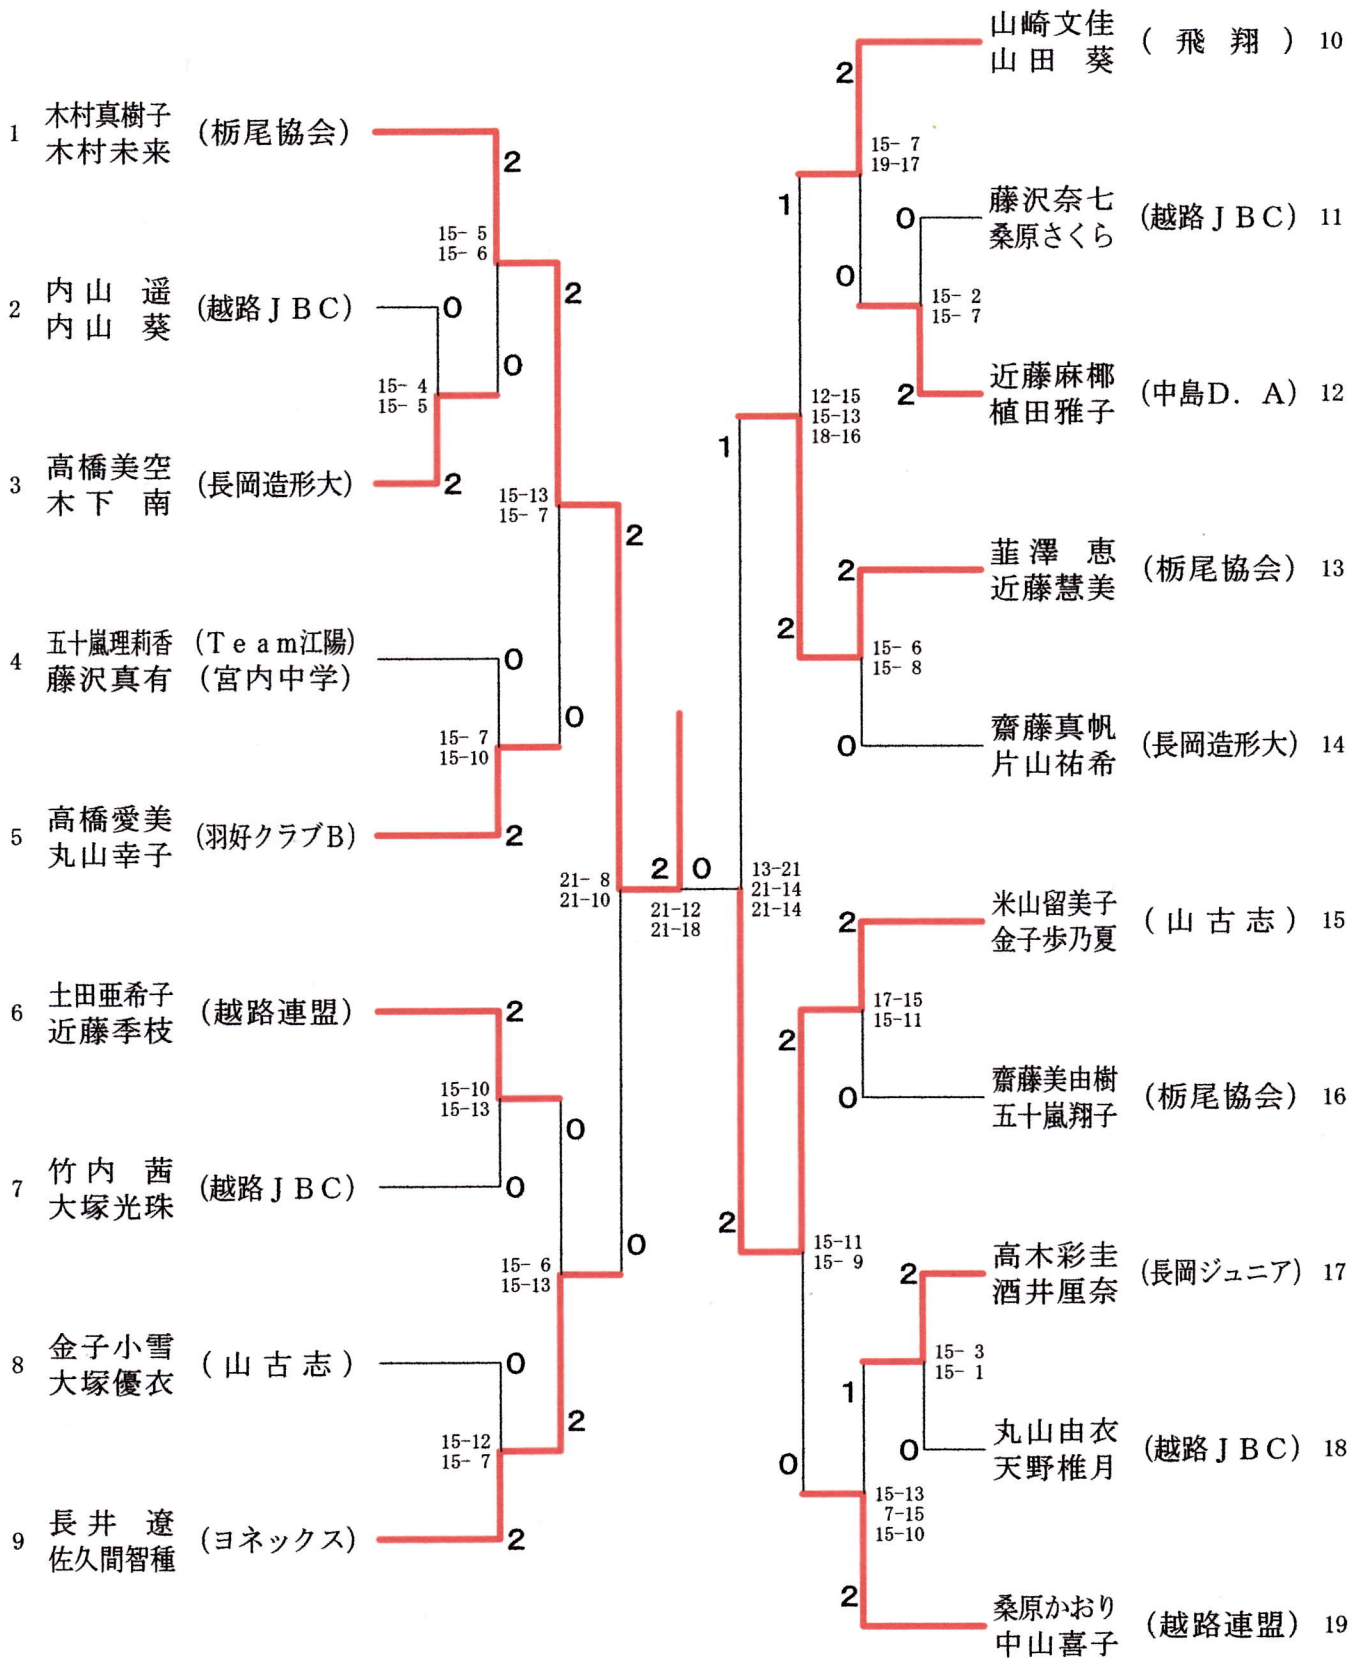 1 木村真樹子 (栃尾協会)
木村未来
2
15- 5
15- 6
2 内山 遥 (越路ＪＢＣ)
内山 葵
0
2
0
15- 4
15- 5
3 高橋美空 (長岡造形大)
木下 南
2
15-13
15- 7
2
4 五十嵐理莉香 (Ｔｅａｍ江陽)
藤沢真有 (宮内中学)
0
0
15- 7
15-10
5 高橋愛美 (羽好クラブＢ)
丸山幸子
2
21- 8
21-10
2 0
21-12
21-18
6 土田亜希子 (越路連盟)
近藤季枝
2
15-10
15-13
0
7 竹内 茜 (越路ＪＢＣ)
大塚光珠
0
0
15- 6
15-13
8 金子小雪 (山古志)
大塚優衣
0
2
15-12
15- 7
9 長井 遼 (ヨネックス)
佐久間智種
2
山崎文佳 (飛翔) 10
山田 葵
2
15- 7
19-17
1
藤沢奈七 (越路ＪＢＣ) 11
桑原さくら
0
0
15- 2
15- 7
近藤麻椰 (中島Ｄ．Ａ) 12
植田雅子
2
12-15
15-13
18-16
1
韮澤 恵 (栃尾協会) 13
近藤慧美
2
2
15- 6
15- 8
齋藤真帆 (長岡造形大) 14
片山祐希
0
13-21
21-14
21-14
米山留美子 (山古志) 15
金子歩乃夏
2
17-15
15-11
2
齋藤美由樹 (栃尾協会) 16
五十嵐翔子
0
2
15-11
15- 9
高木彩圭 (長岡ジュニア) 17
酒井厘奈
2
15- 3
15- 1
1
丸山由衣 (越路ＪＢＣ) 18
天野椎月
0
0
15-13
7-15
15-10
桑原かおり (越路連盟) 19
中山喜子
2